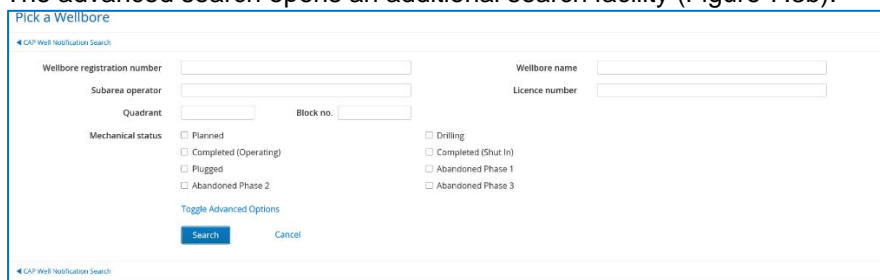 The advanced search opens an additional search facility (Figure 11.3b).
Pick a Wellbore
◄ CAP Well Notification Search
Wellbore registration number Wellbore name
Subarea operator Licence number
Quadrant Block no.
Mechanical status Planned Drilling
Completed (Operating) Completed (Shut In)
Plugged Abandoned Phase 1
Abandoned Phase 2 Abandoned Phase 3
Toggle Advanced Options
Search Cancel
◄ CAP Well Notification Search